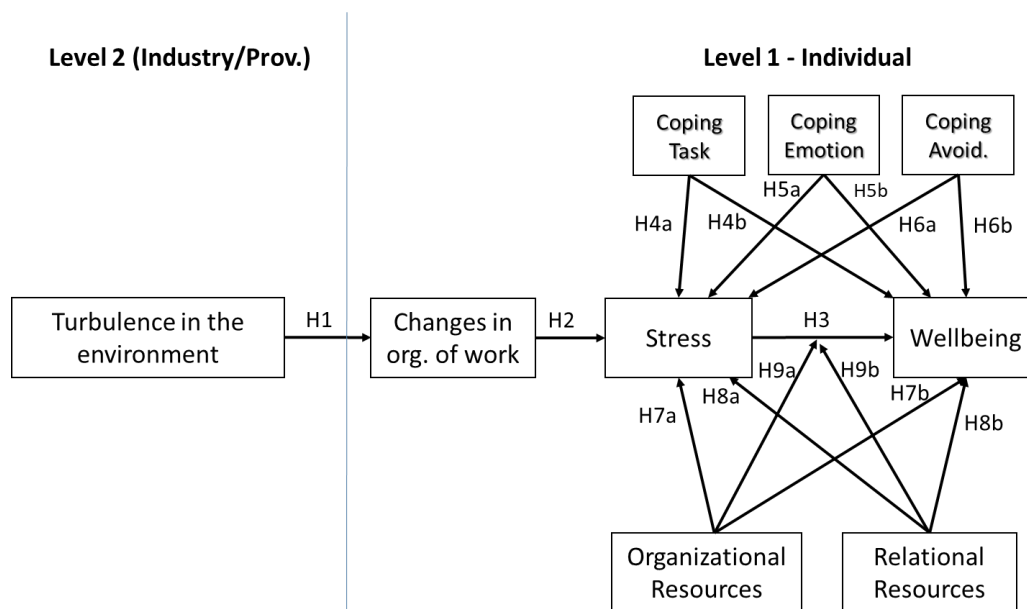 Level 2 (Industry/Prov.)
Level 1 - Individual
Coping
Task
Coping
Emotion
Coping
Avoid.
H4a
H4b
H5a
H5b
H6a
H6b
Turbulence in the
environment
H1
Changes in
org. of work
H2
Stress
H3
Wellbeing
H7a
H8a
H9a
H9b
H7b
H8b
Organizational
Resources
Relational
Resources